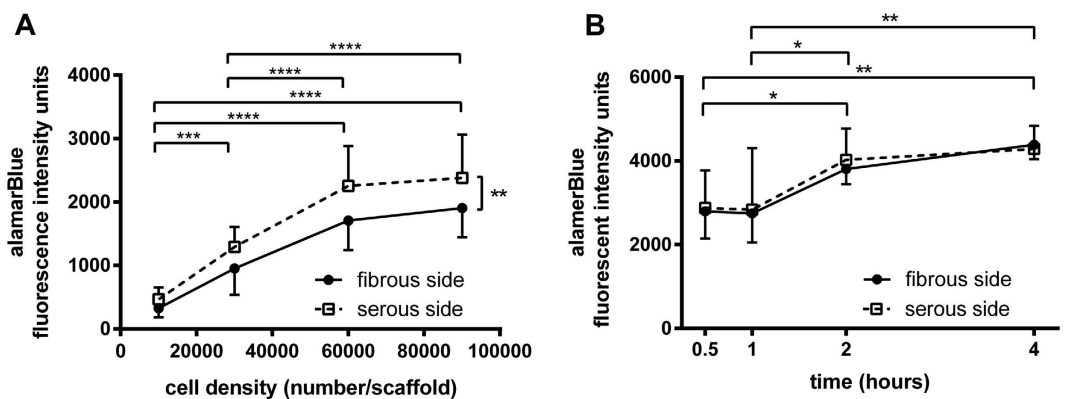 A
****
****
****
****
***
**
4000
3000
2000
1000
0
alamarBlue
fluorescence intensity units
fibrous side
serous side
0 20000 40000 60000 80000 100000
cell density (number/scaffold)
B
**
*
**
*
6000
4000
2000
0
alamerBlue
fluorescent intensity units
fibrous side
serous side
0.5 1 2 4
time (hours)